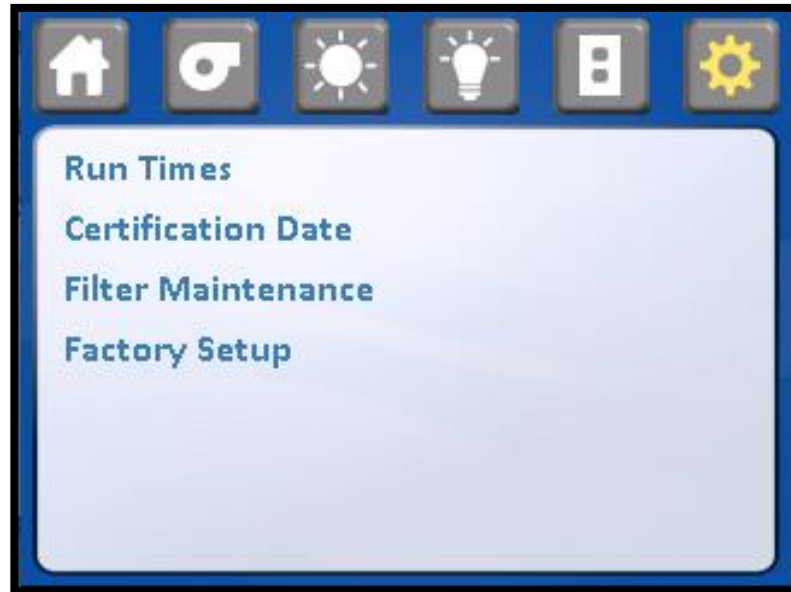 Run Times
Certification Date
Filter Maintenance
Factory Setup